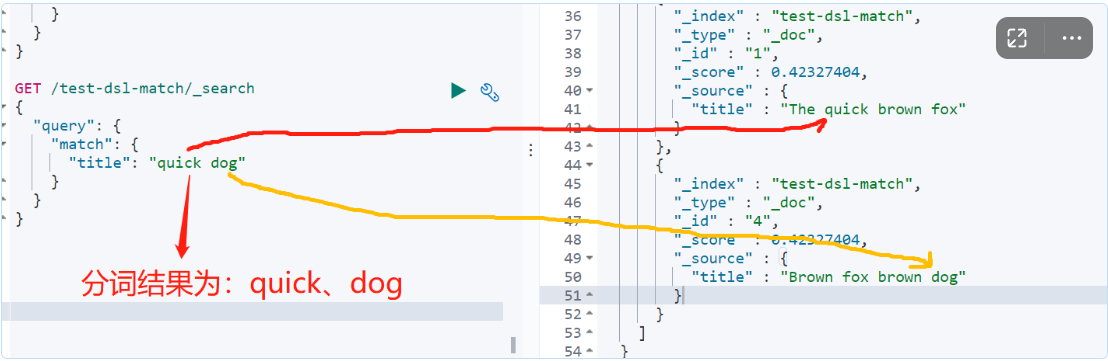 }
}
}
GET /test-dsl-match/_search
{
"query": {
"match": {
"title": "quick dog"
}
}
}
分词结果为：quick、dog
36 {
37 "_index" : "test-dsl-match",
38 "_type" : "_doc",
39 "_id" : "1",
40 "_score" : 0.42327404,
41 "_source" : {
42 "title" : "The quick brown fox"
43 }
44 },
45 {
46 "_index" : "test-dsl-match",
47 "_type" : "_doc",
48 "_id" : "4",
49 "_score" : 0.42327404,
50 "_source" : {
51 "title" : "Brown fox brown dog"
52 }
53 }
54 ]
}